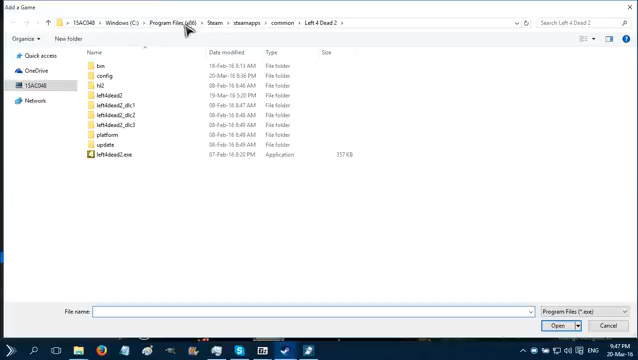 Add a Game
15AC048 › Windows (C:) › Program Files (x86) › Steam › steamapps › common › Left 4 Dead 2 ›
Search Left 4 Dead 2
Organize
New folder
Name Date modified Type Size
Quick access
OneDrive
15AC048
Network
bin 18-Feb-16 8:13 AM File folder
config 20-Mar-16 8:36 PM File folder
hl2 08-Feb-16 8:46 AM File folder
left4dead2 19-Mar-16 5:20 PM File folder
left4dead2_dlc1 08-Feb-16 8:47 AM File folder
left4dead2_dlc2 08-Feb-16 8:48 AM File folder
left4dead2_dlc3 08-Feb-16 8:49 AM File folder
platform 08-Feb-16 8:49 AM File folder
update 08-Feb-16 8:49 AM File folder
left4dead2.exe 07-Feb-16 8:20 PM Application 357 KB
File name:
Program Files (*.exe)
Open
Cancel
ENG
9:47 PM
20-Mar-16